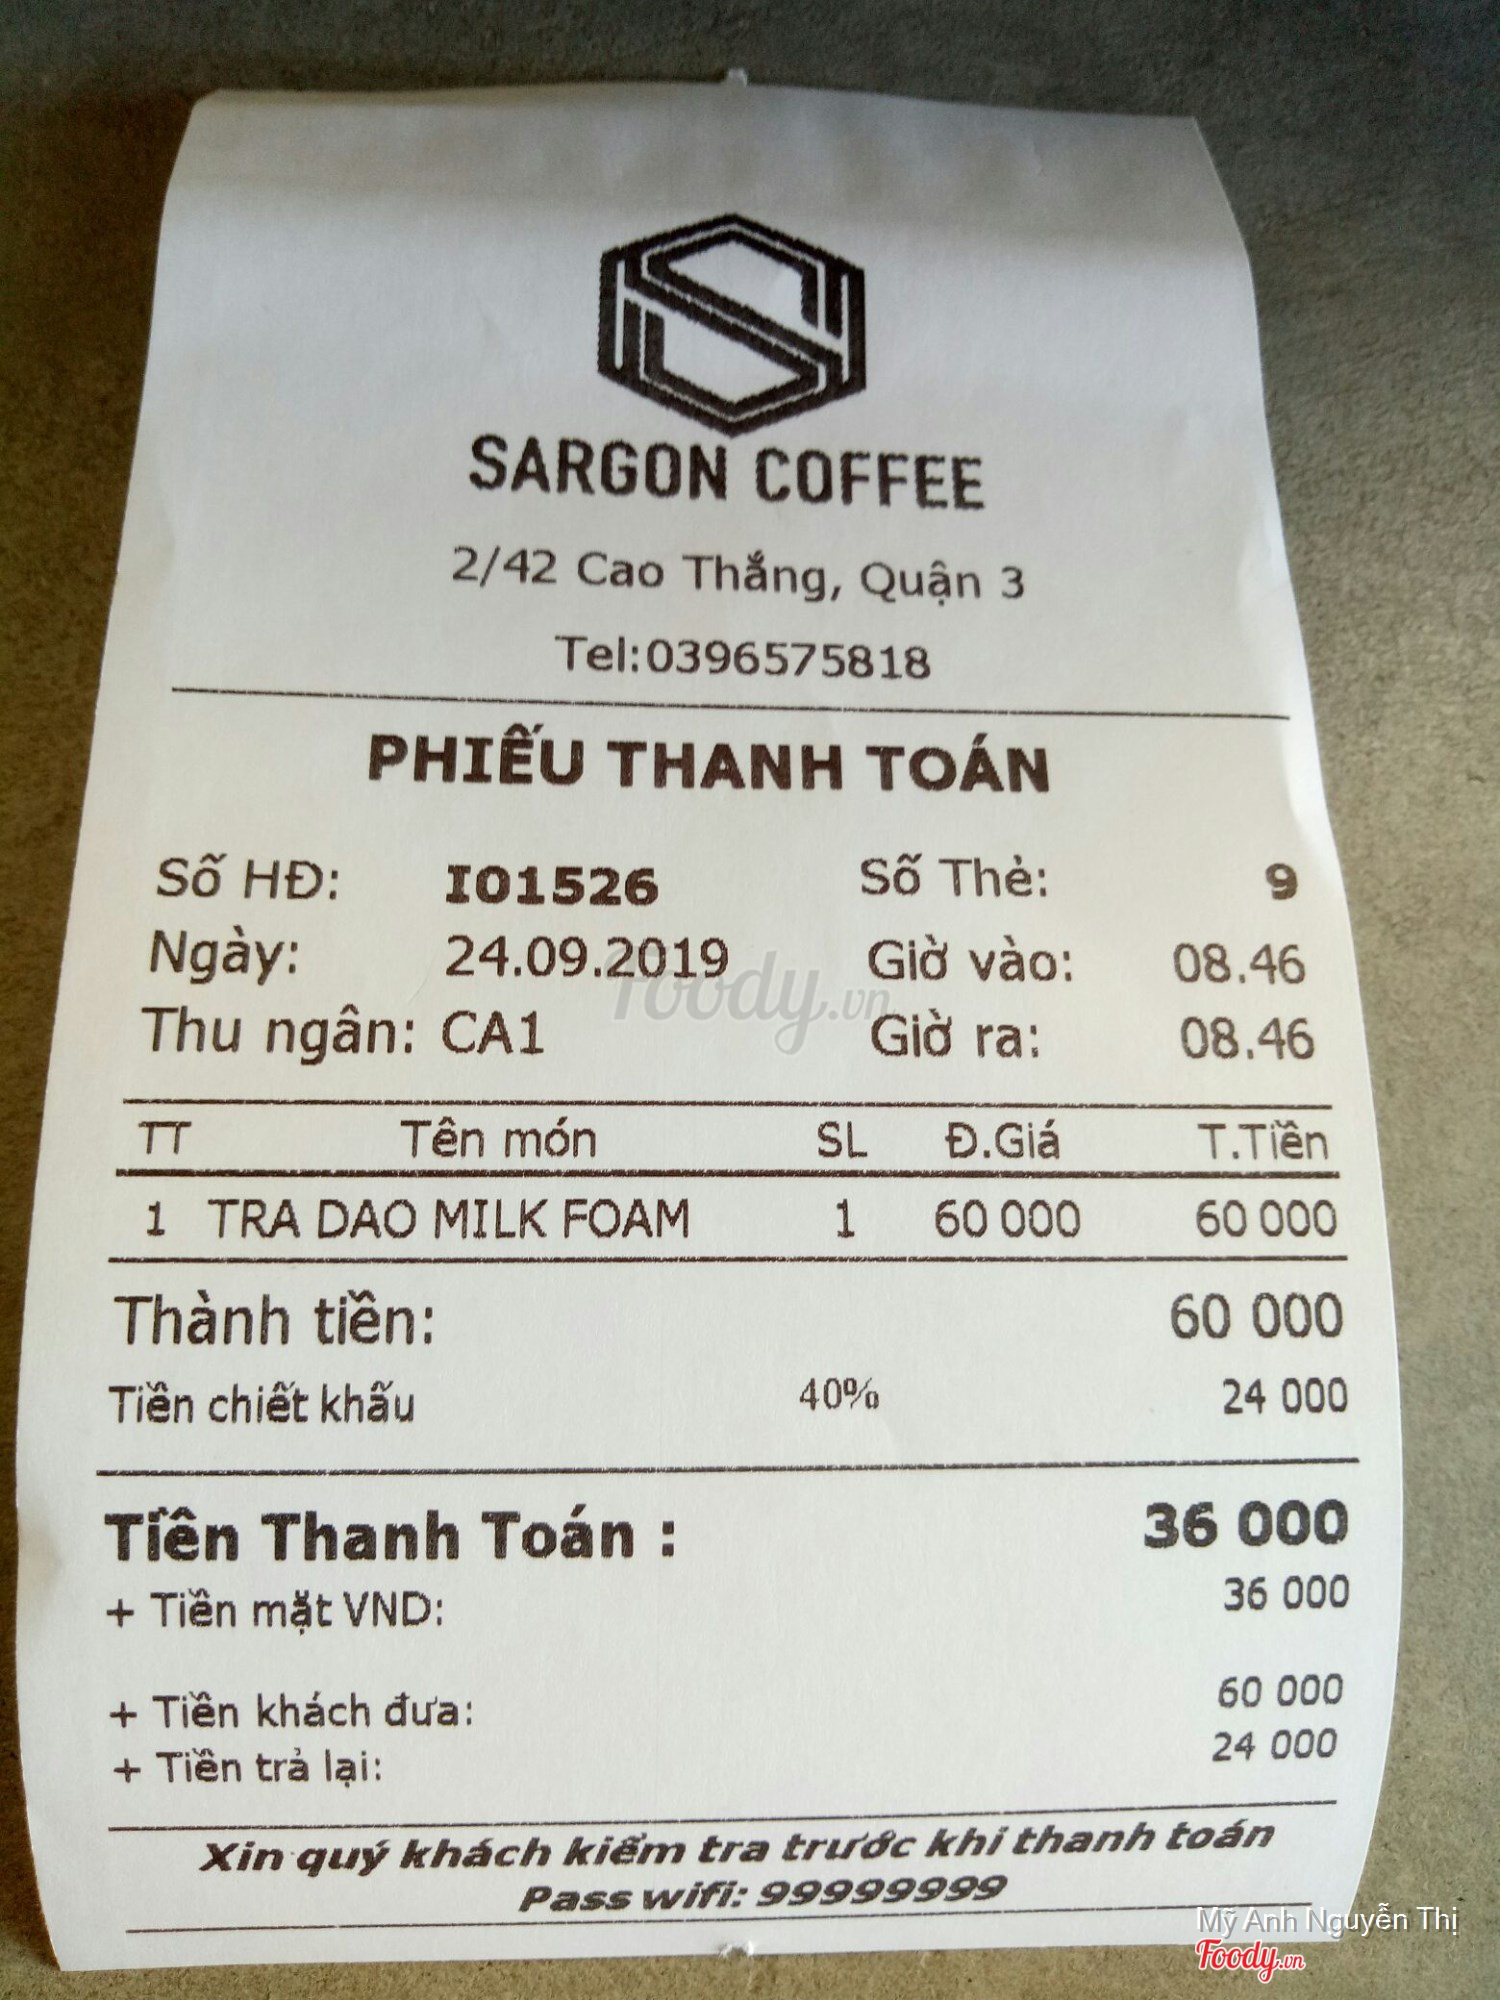 SARGON COFFEE
2/42 Cao Thắng, Quận 3
Tel:0396575818
PHIẾU THANH TOÁN
Số HĐ: I01526 Số Thẻ: 9
Ngày: 24.09.2019 Giờ vào: 08.46
foody.vn
Thu ngân: CA1 Giờ ra: 08.46
TT Tên món SL Đ.Giá T.Tiền
1 TRA DAO MILK FOAM 1 60 000 60 000
Thành tiền: 60 000
Tiền chiết khấu 40% 24 000
Tiền Thanh Toán : 36 000
+ Tiền mặt VND: 36 000
+ Tiền khách đưa: 60 000
+ Tiền trả lại: 24 000
Xin quý khách kiểm tra trước khi thanh toán
Pass wifi: 99999999
Mỹ Anh Nguyễn Thị
Foody.vn